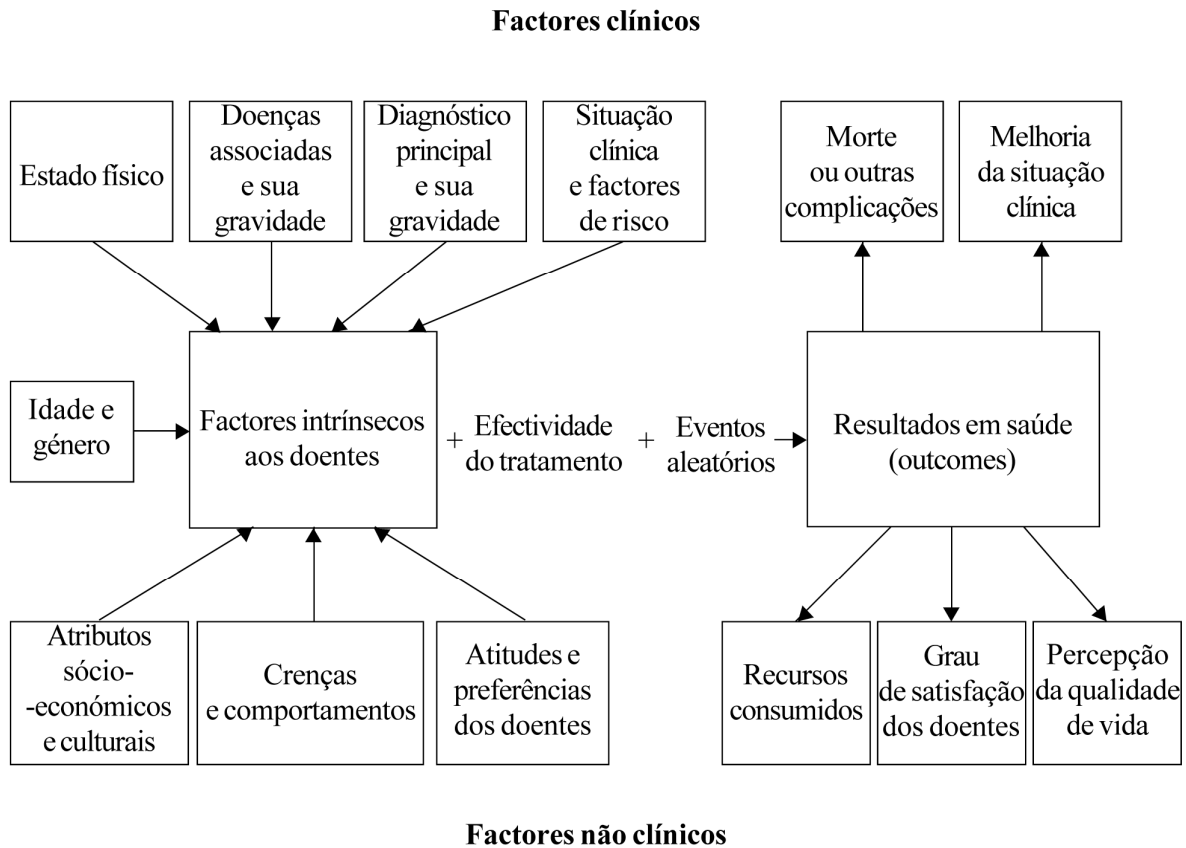 Factores clínicos
Estado físico
Doenças
associadas
e sua
gravidade
Diagnóstico
principal
e sua
gravidade
Situação
clínica
e factores
de risco
Morte
ou outras
complicações
Melhoria
da situação
clínica
Idade e
género
Factores intrínsecos
aos doentes
+ Efectividade
do tratamento
+ Eventos
aleatórios
Resultados em saúde
(outcomes)
Atributos
sócio-
-económicos
e culturais
Crenças
e comportamentos
Atitudes e
preferências
dos doentes
Recursos
consumidos
Grau
de satisfação
dos doentes
Percepção
da qualidade
de vida
Factores não clínicos